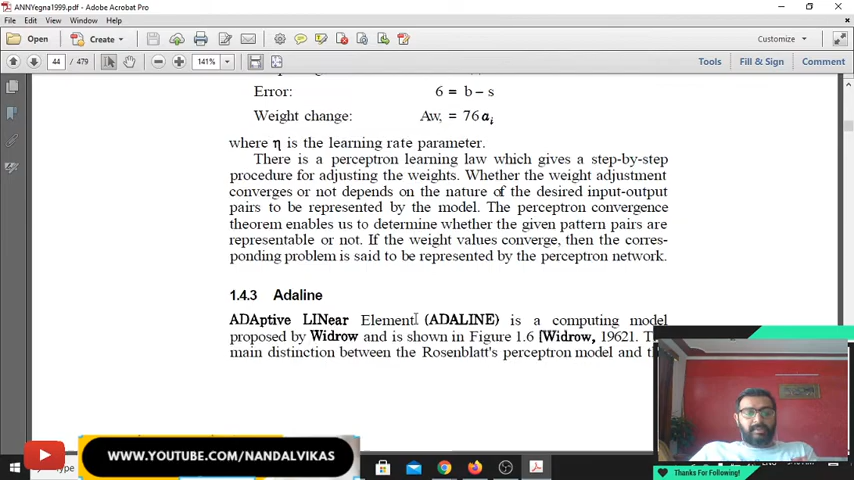 ANNYegna1999.pdf - Adobe Acrobat Pro
File Edit View Window Help
Open Create Customize
44 / 479 141% Tools Fill & Sign Comment
Error: 6 = b – s
Weight change: Aw, = 76a_i
where η is the learning rate parameter.
There is a perceptron learning law which gives a step-by-step
procedure for adjusting the weights. Whether the weight adjustment
converges or not depends on the nature of the desired input-output
pairs to be represented by the model. The perceptron convergence
theorem enables us to determine whether the given pattern pairs are
representable or not. If the weight values converge, then the corres-
ponding problem is said to be represented by the perceptron network.
1.4.3 Adaline
ADAptive LINear Element (ADALINE) is a computing model
proposed by Widrow and is shown in Figure 1.6 [Widrow, 19621.
main distinction between the Rosenblatt's perceptron model and
WWW.YOUTUBE.COM/NANDALVIKAS
Thanks For Following!